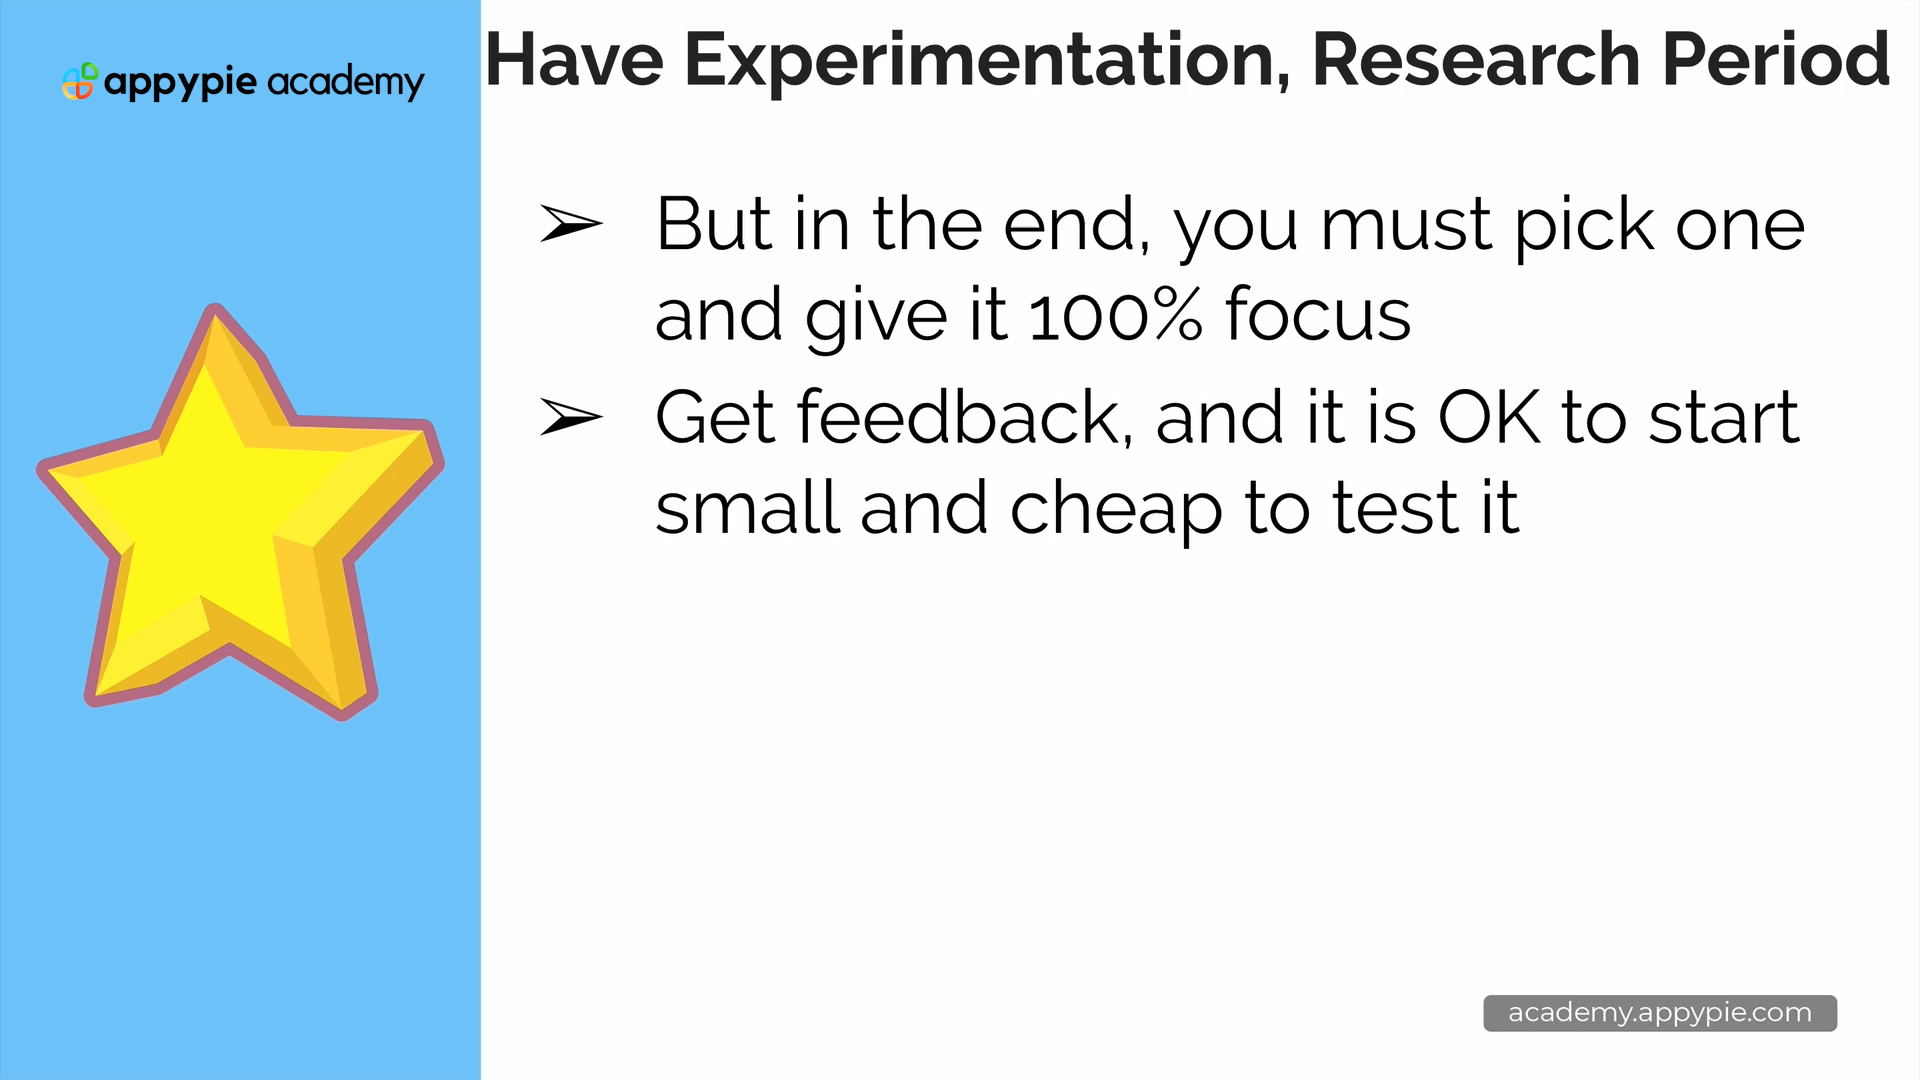 appypie academy
Have Experimentation, Research Period
➢ But in the end, you must pick one
and give it 100% focus
➢ Get feedback, and it is OK to start
small and cheap to test it
academy.appypie.com